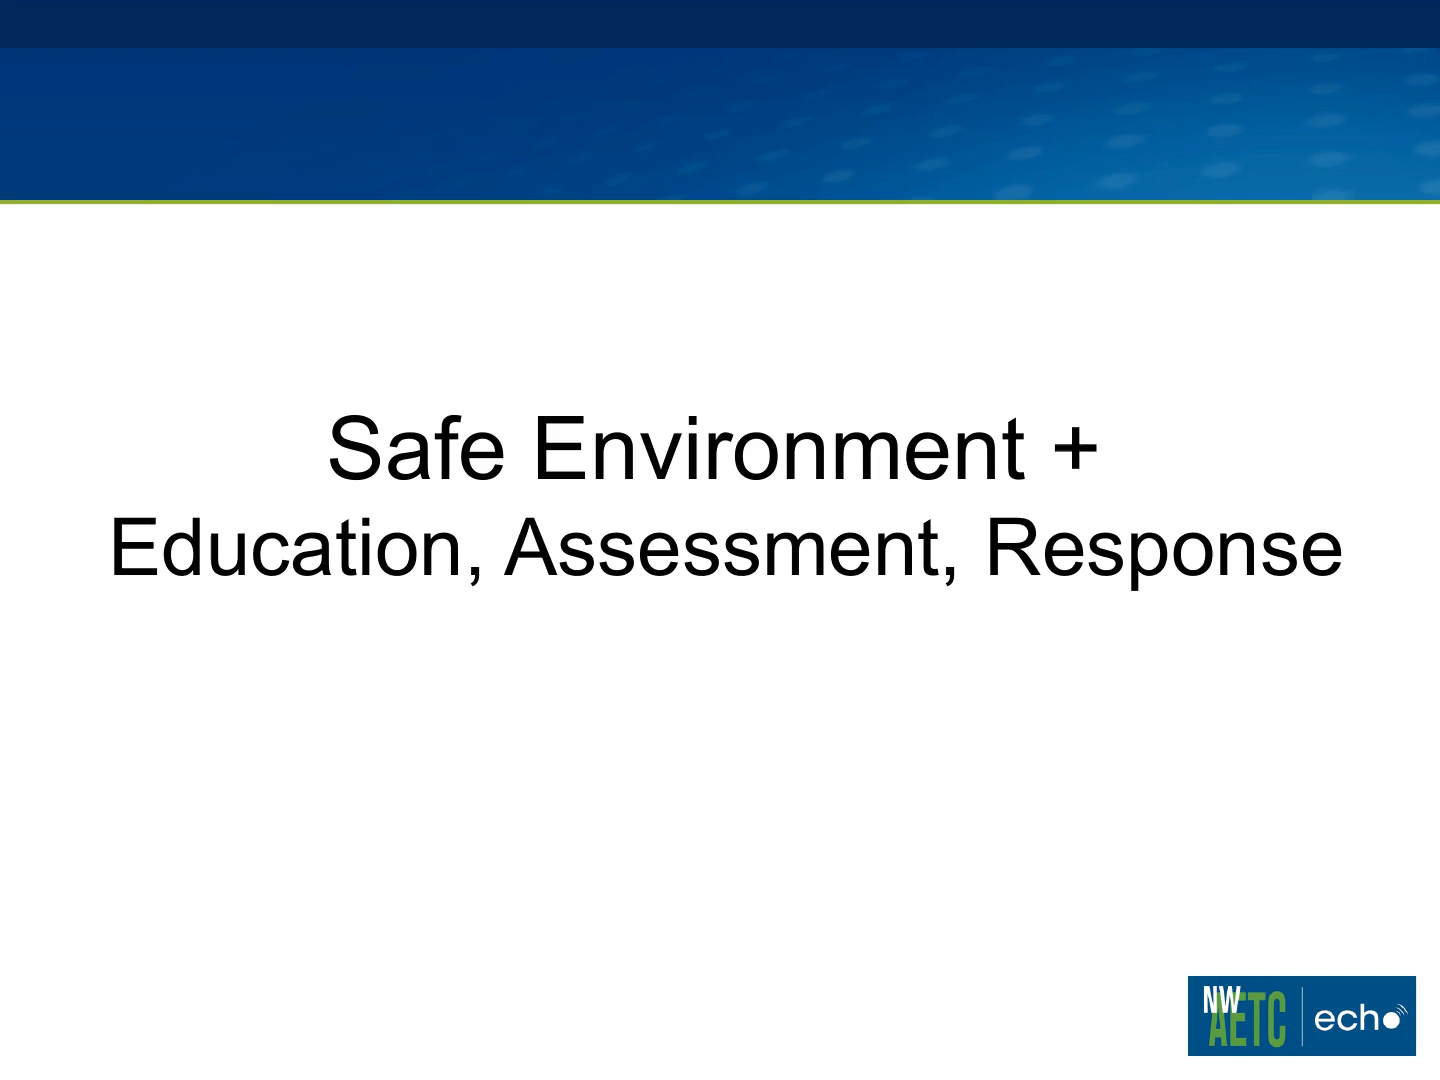 Safe Environment +
Education, Assessment, Response
NW
AETC
echo